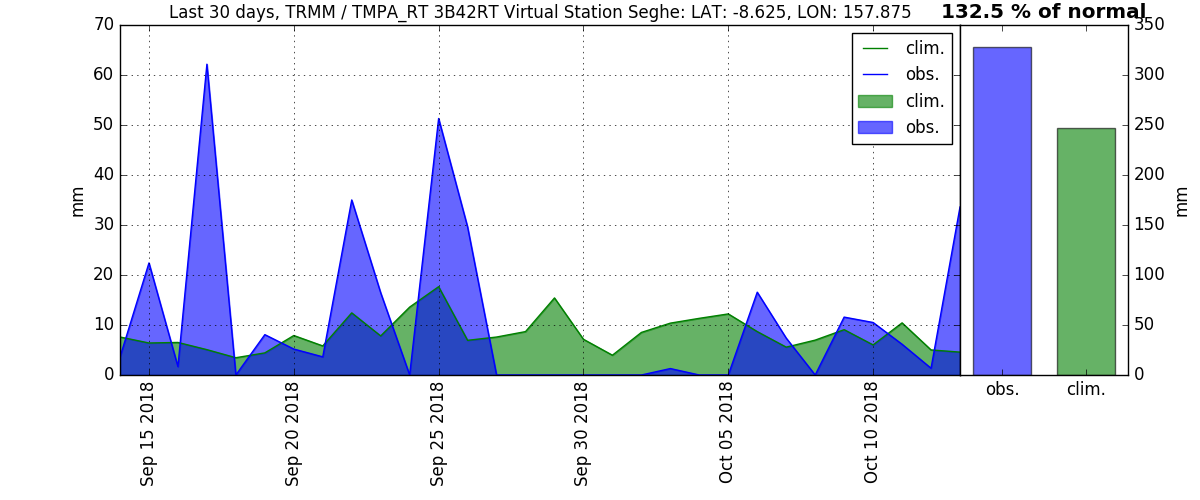 Last 30 days, TRMM / TMPA_RT 3B42RT Virtual Station Seghe: LAT: -8.625, LON: 157.875
132.5 % of normal
70
60
50
40
30
20
10
0
mm
clim.
obs.
clim.
obs.
350
300
250
200
150
100
50
0
mm
obs.
clim.
Sep 15 2018
Sep 20 2018
Sep 25 2018
Sep 30 2018
Oct 05 2018
Oct 10 2018